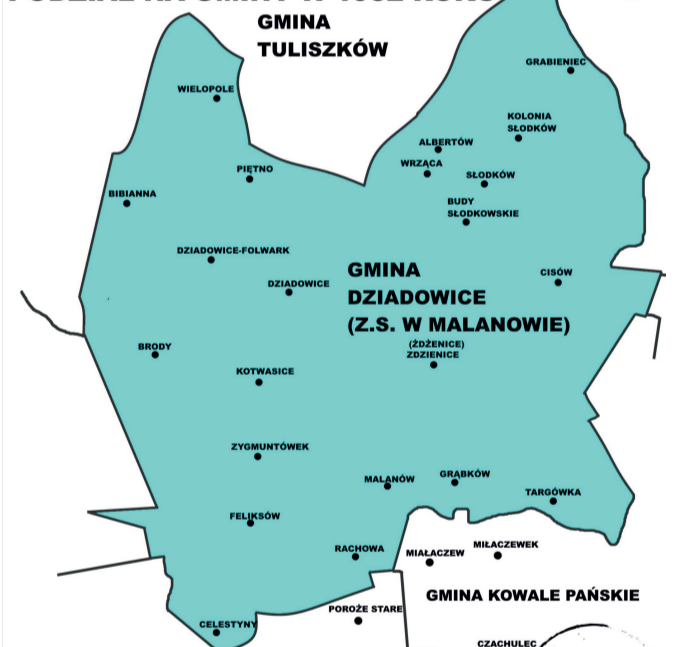 GMINA
TULISZKÓW
GRABIENIEC
WIELOPOLE
KOLONIA
SŁODKÓW
ALBERTÓW
WRZĄCA
PIĘTNO
SŁODKÓW
BIBIANNA
BUDY
SŁODKOWSKIE
DZIADOWICE-FOLWARK
GMINA
DZIADOWICE
(Z.S. W MALANOWIE)
CISÓW
DZIADOWICE
(ŻDŻENICE)
ZDZIENICE
BRODY
KOTWASICE
ZYGMUNTÓWEK
MALANÓW
GRĄBKÓW
TARGÓWKA
FELIKSÓW
RACHOWA
MIAŁACZEW
MIŁACZEWEK
GMINA KOWALE PAŃSKIE
POROŻE STARE
CELESTYNY
CZACHULEC